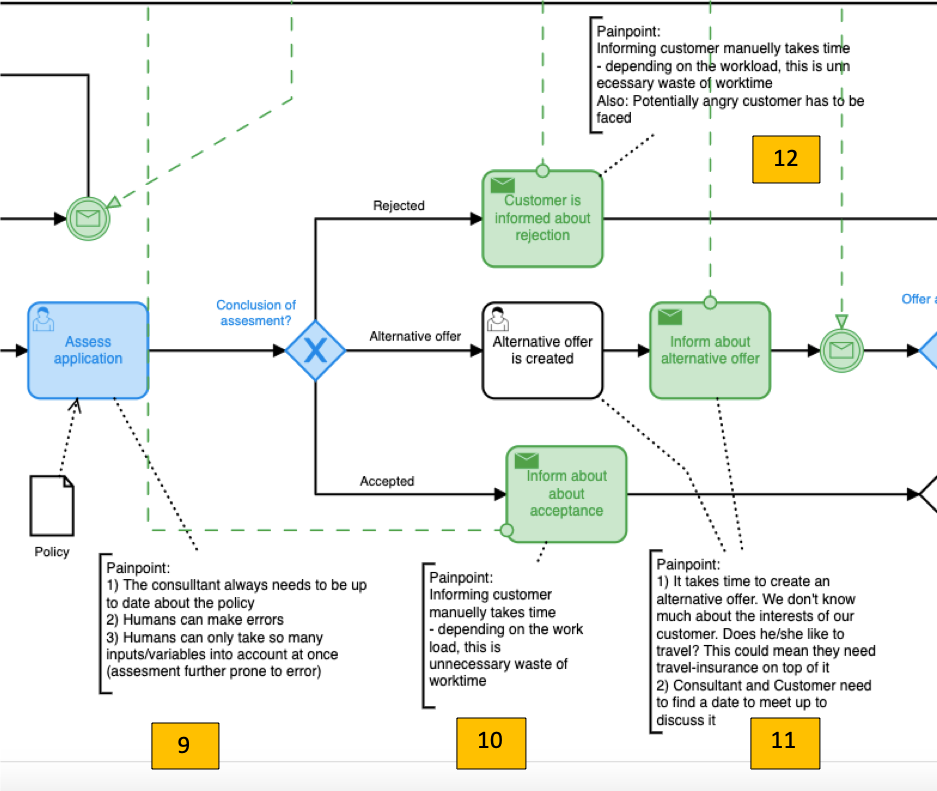 Painpoint:
Informing customer manuelly takes time
- depending on the workload, this is unn
ecessary waste of worktime
Also: Potentially angry customer has to be
faced
12
Rejected
Customer is
informed about
rejection
Conclusion of
assesment?
Offer a
Assess
application
X
Alternative offer
Alternative offer
is created
Inform about
alternative offer
Accepted
Inform about
about
acceptance
Policy
Painpoint:
1) The consultant always needs to be up
to date about the policy
2) Humans can make errors
3) Humans can only take so many
inputs/variables into account at once
(assesment further prone to error)
9
Painpoint:
Informing customer
manuelly takes time
- depending on the work
load, this is
unnecessary waste of
worktime
10
Painpoint:
1) It takes time to create an
alternative offer. We don't know
much about the interests of our
customer. Does he/she like to
travel? This could mean they need
travel-insurance on top of it
2) Consultant and Customer need
to find a date to meet up to
discuss it
11